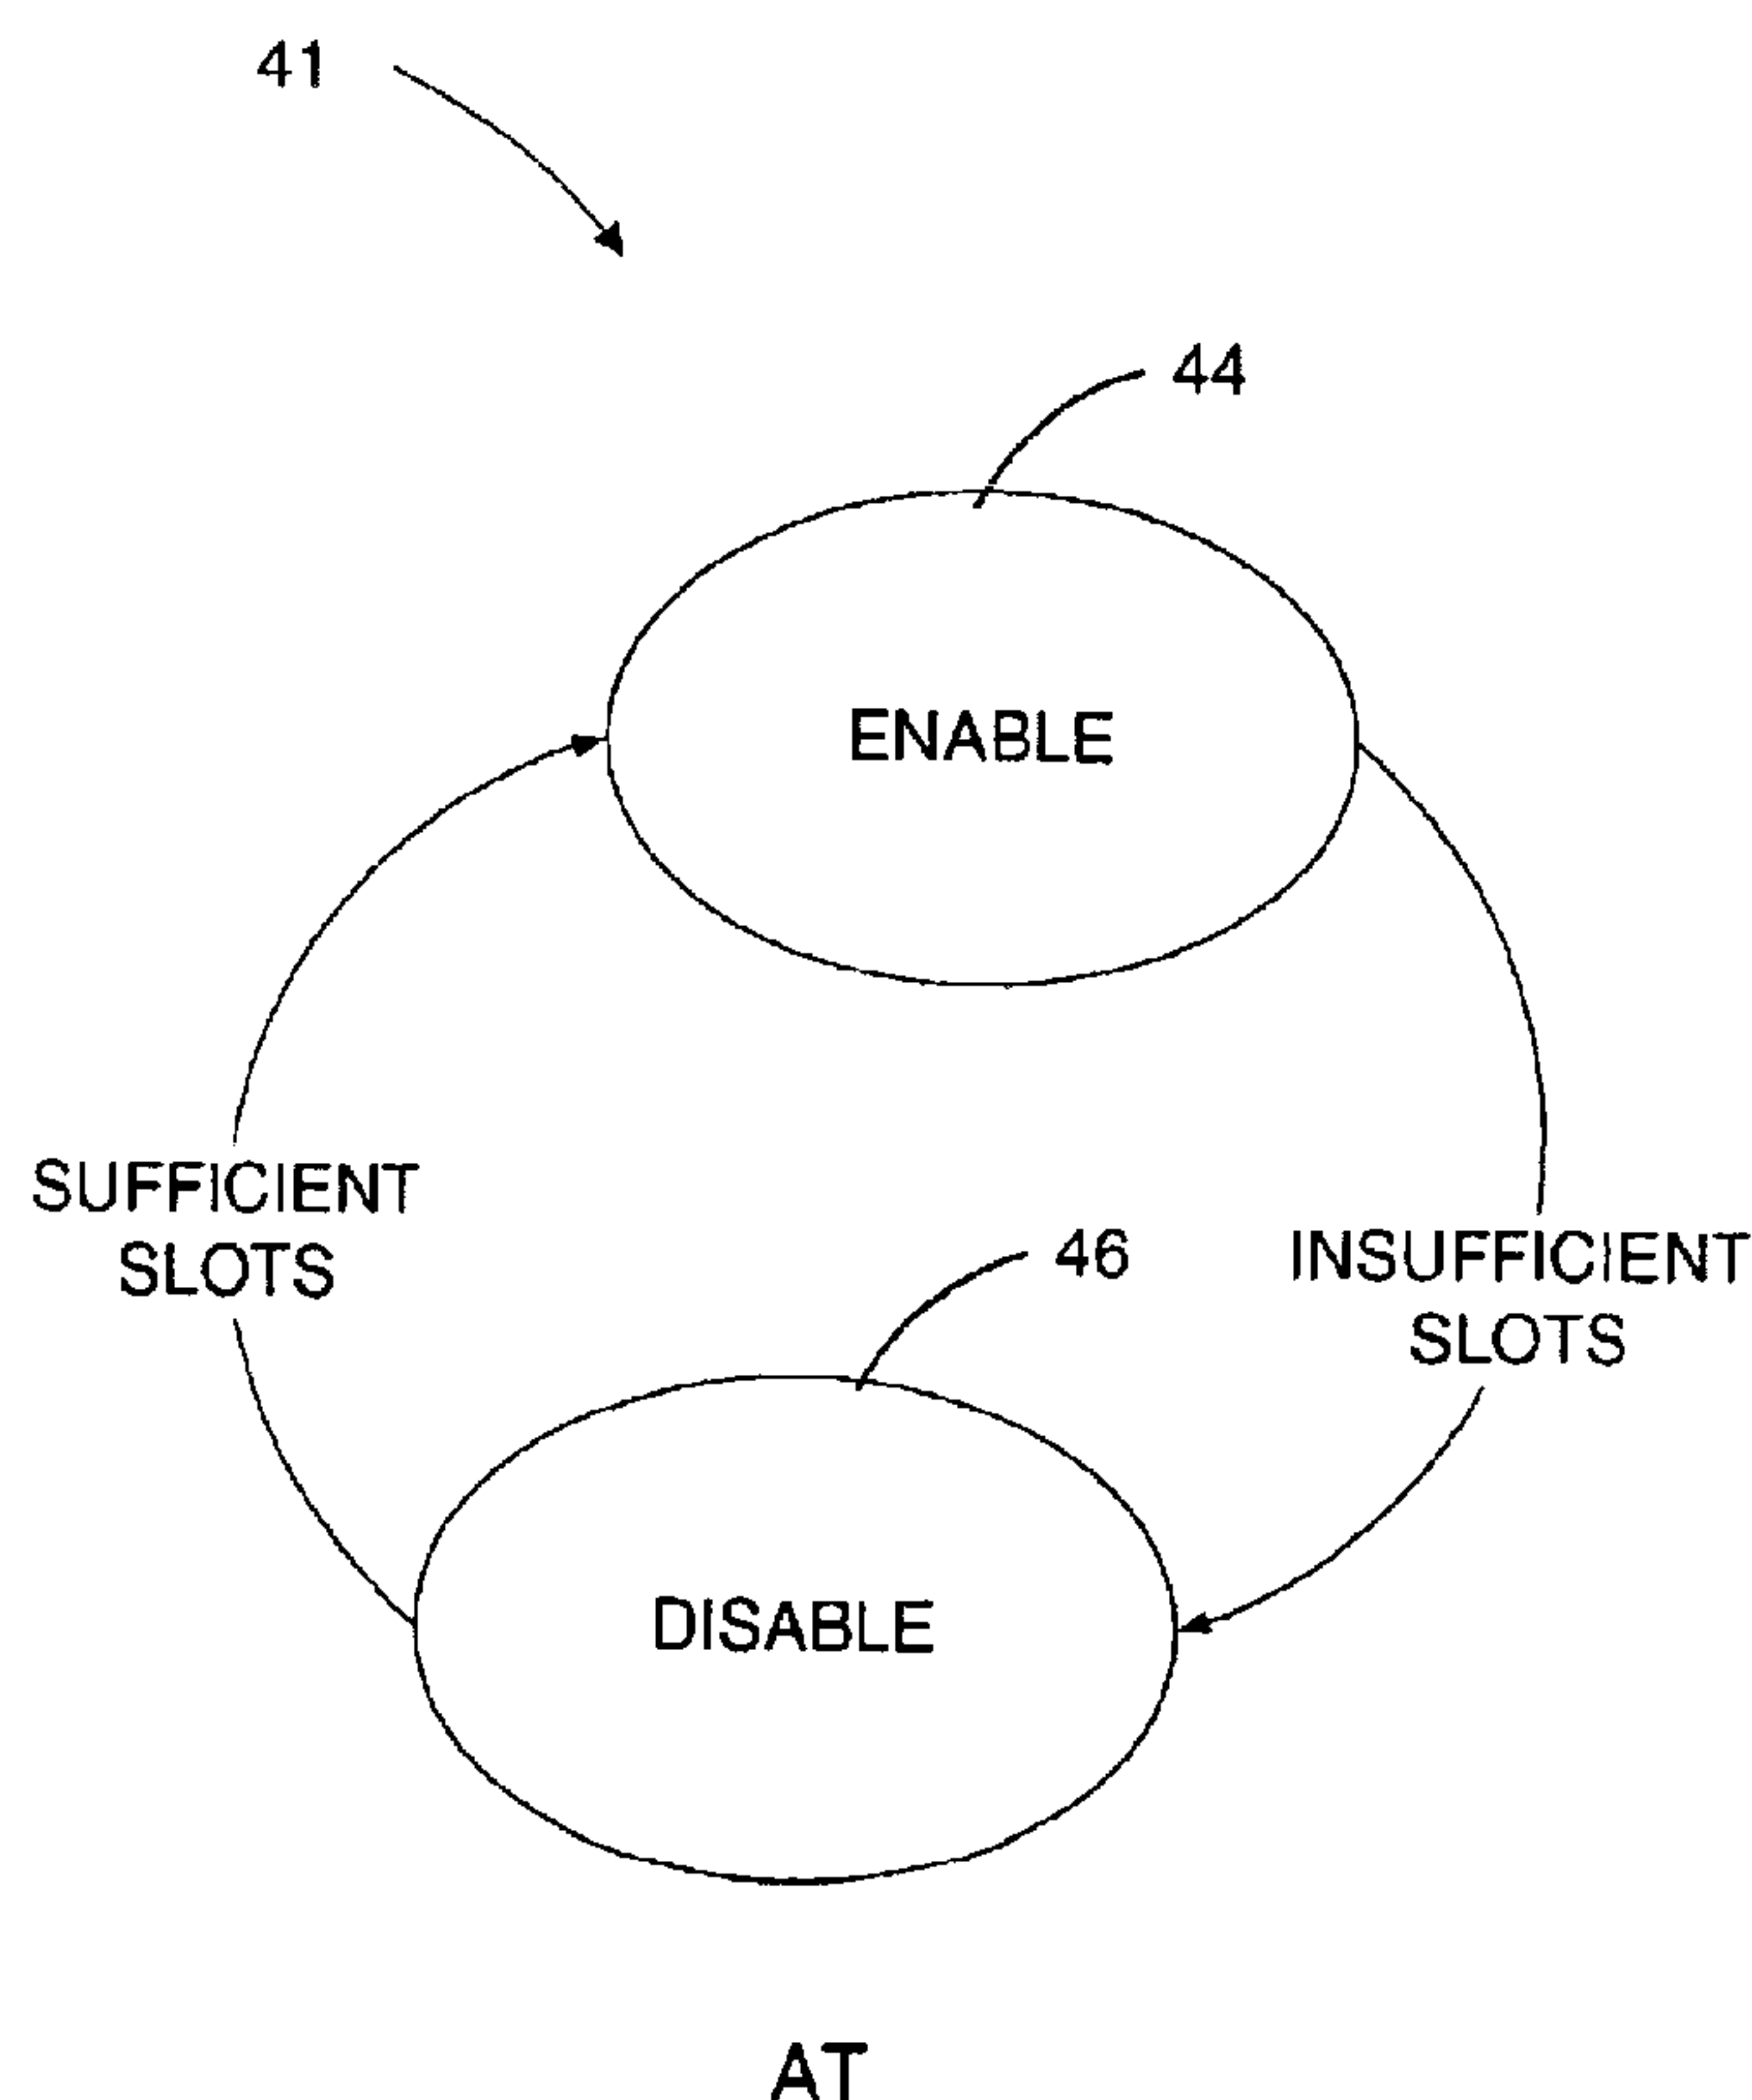 41
44
ENABLE
SUFFICIENT
SLOTS
46
INSUFFICIENT
SLOTS
DISABLE
AT